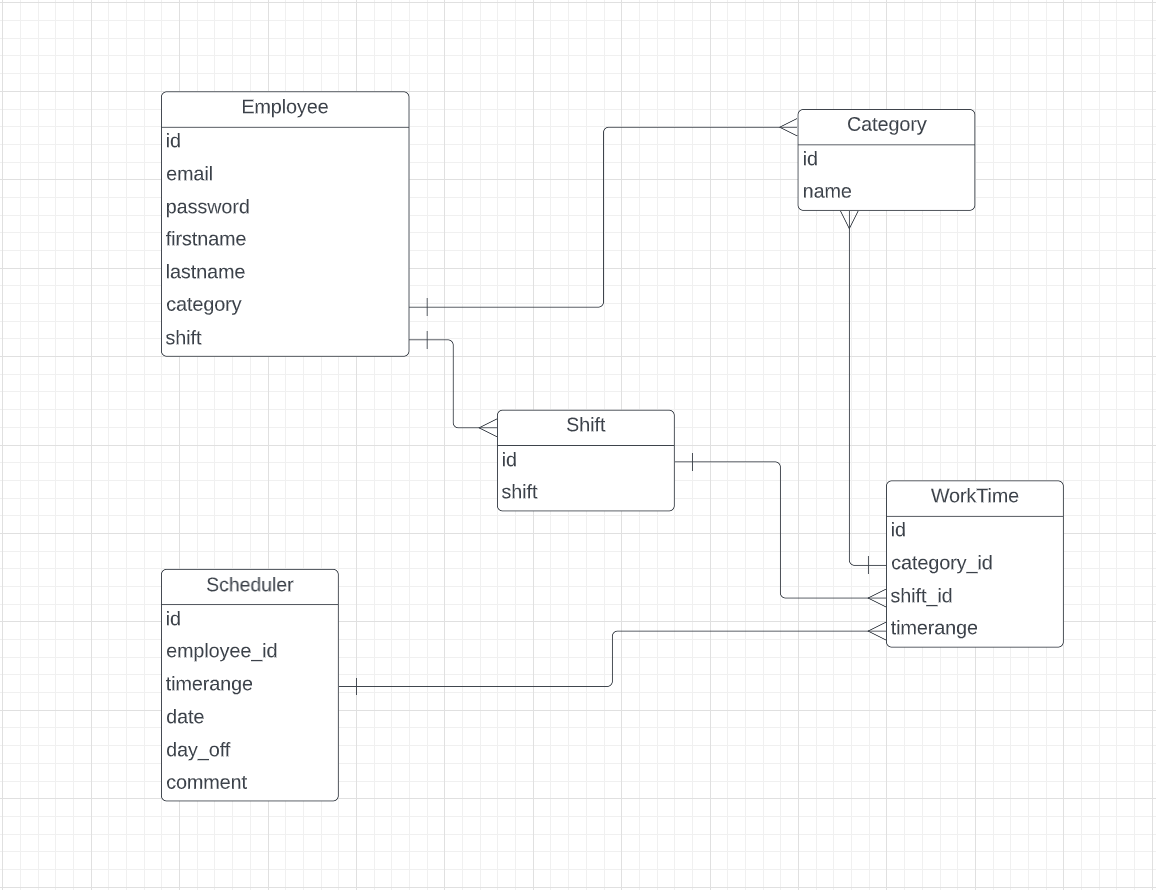 Employee
id
email
password
firstname
lastname
category
shift
Category
id
name
Shift
id
shift
WorkTime
id
category_id
shift_id
timerange
Scheduler
id
employee_id
timerange
date
day_off
comment